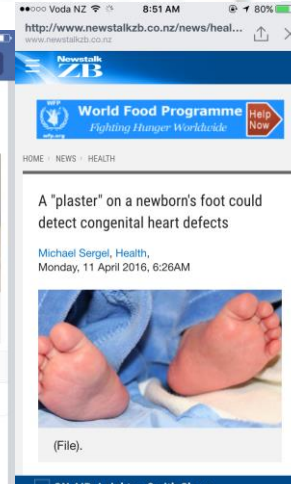 Voda NZ 8:51 AM 80%
http://www.newstalkzb.co.nz/news/heal...
www.newstalkzb.co.nz
Newstalk
ZB
WFP
wfp.org
World Food Programme
Fighting Hunger Worldwide
Help
Now
HOME › NEWS › HEALTH
A "plaster" on a newborn's foot could
detect congenital heart defects
Michael Sergel, Health,
Monday, 11 April 2016, 6:26AM
(File).